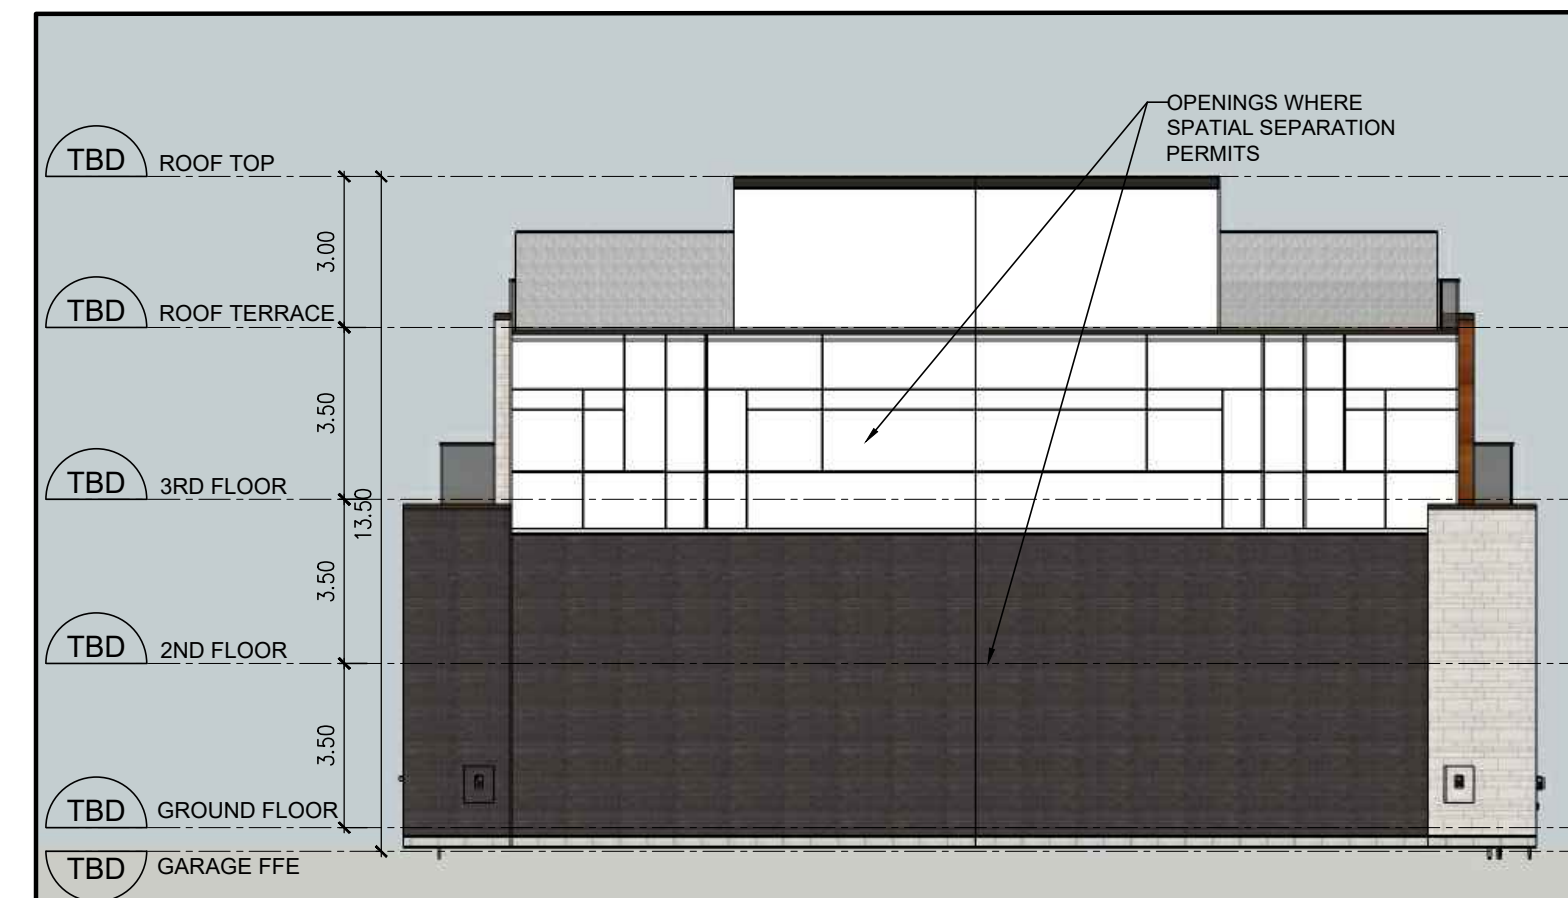 OPENINGS WHERE
SPATIAL SEPARATION
PERMITS
TBD ROOF TOP
3.00
TBD ROOF TERRACE
3.50
TBD 3RD FLOOR
13.50
3.50
TBD 2ND FLOOR
3.50
TBD GROUND FLOOR
TBD GARAGE FFE